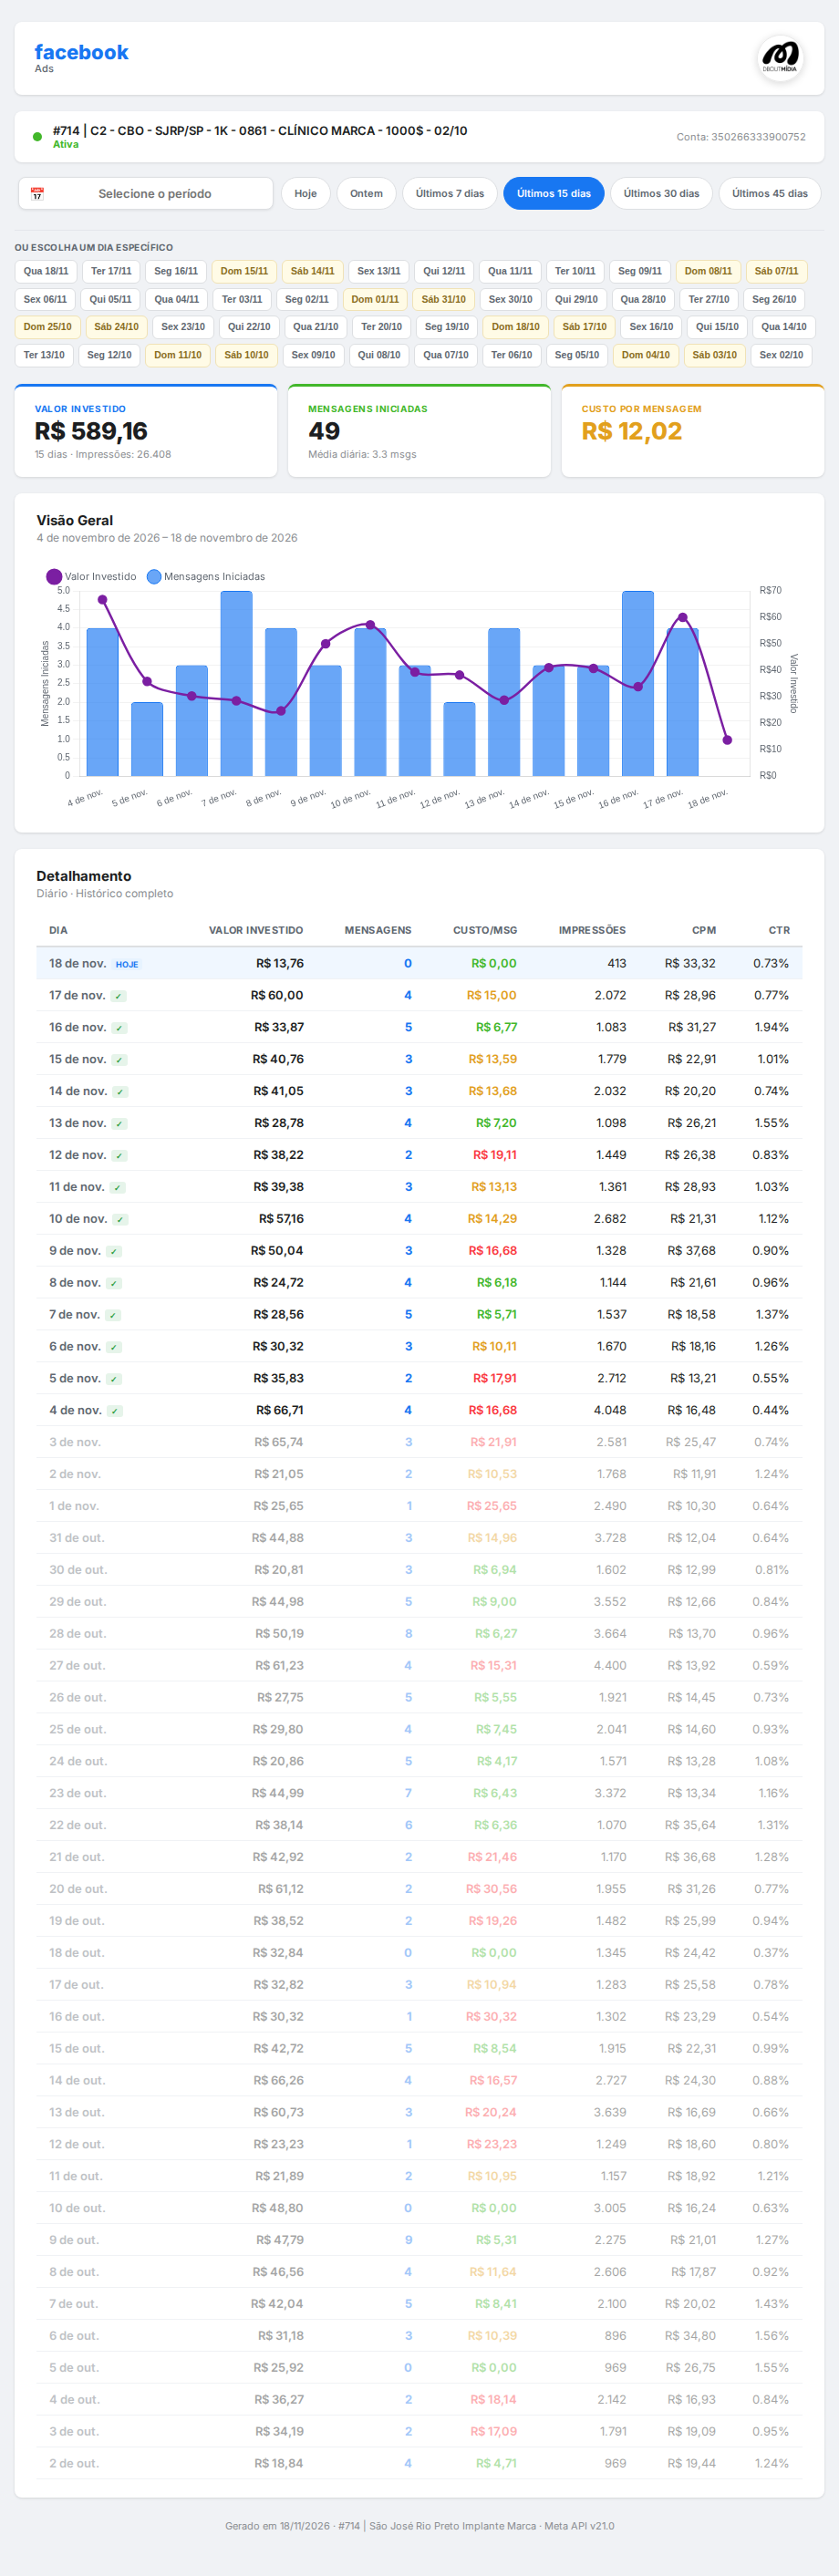 facebook
Ads
DBOUTMÍDIA
#714 | C2 - CBO - SJRP/SP - 1K - 0861 - CLÍNICO MARCA - 1000$ - 02/10
Ativa
Conta: 350266333900752
Selecione o período
Hoje
Ontem
Últimos 7 dias
Últimos 15 dias
Últimos 30 dias
Últimos 45 dias
OU ESCOLHA UM DIA ESPECÍFICO
Qua 18/11 Ter 17/11 Seg 16/11 Dom 15/11 Sáb 14/11 Sex 13/11 Qui 12/11 Qua 11/11 Ter 10/11 Seg 09/11 Dom 08/11 Sáb 07/11
Sex 06/11 Qui 05/11 Qua 04/11 Ter 03/11 Seg 02/11 Dom 01/11 Sáb 31/10 Sex 30/10 Qui 29/10 Qua 28/10 Ter 27/10 Seg 26/10
Dom 25/10 Sáb 24/10 Sex 23/10 Qui 22/10 Qua 21/10 Ter 20/10 Seg 19/10 Dom 18/10 Sáb 17/10 Sex 16/10 Qui 15/10 Qua 14/10
Ter 13/10 Seg 12/10 Dom 11/10 Sáb 10/10 Sex 09/10 Qui 08/10 Qua 07/10 Ter 06/10 Seg 05/10 Dom 04/10 Sáb 03/10 Sex 02/10
VALOR INVESTIDO
R$ 589,16
15 dias · Impressões: 26.408
MENSAGENS INICIADAS
49
Média diária: 3.3 msgs
CUSTO POR MENSAGEM
R$ 12,02
Visão Geral
4 de novembro de 2026 – 18 de novembro de 2026
Valor Investido Mensagens Iniciadas
Mensagens Iniciadas
5.0
4.5
4.0
3.5
3.0
2.5
2.0
1.5
1.0
0.5
0
R$70
R$60
R$50
R$40
R$30
R$20
R$10
R$0
Valor Investido
4 de nov. 5 de nov. 6 de nov. 7 de nov. 8 de nov. 9 de nov. 10 de nov. 11 de nov. 12 de nov. 13 de nov. 14 de nov. 15 de nov. 16 de nov. 17 de nov. 18 de nov.
Detalhamento
Diário · Histórico completo
DIA VALOR INVESTIDO MENSAGENS CUSTO/MSG IMPRESSÕES CPM CTR
18 de nov. HOJE R$ 13,76 0 R$ 0,00 413 R$ 33,32 0.73%
17 de nov. ✓ R$ 60,00 4 R$ 15,00 2.072 R$ 28,96 0.77%
16 de nov. ✓ R$ 33,87 5 R$ 6,77 1.083 R$ 31,27 1.94%
15 de nov. ✓ R$ 40,76 3 R$ 13,59 1.779 R$ 22,91 1.01%
14 de nov. ✓ R$ 41,05 3 R$ 13,68 2.032 R$ 20,20 0.74%
13 de nov. ✓ R$ 28,78 4 R$ 7,20 1.098 R$ 26,21 1.55%
12 de nov. ✓ R$ 38,22 2 R$ 19,11 1.449 R$ 26,38 0.83%
11 de nov. ✓ R$ 39,38 3 R$ 13,13 1.361 R$ 28,93 1.03%
10 de nov. ✓ R$ 57,16 4 R$ 14,29 2.682 R$ 21,31 1.12%
9 de nov. ✓ R$ 50,04 3 R$ 16,68 1.328 R$ 37,68 0.90%
8 de nov. ✓ R$ 24,72 4 R$ 6,18 1.144 R$ 21,61 0.96%
7 de nov. ✓ R$ 28,56 5 R$ 5,71 1.537 R$ 18,58 1.37%
6 de nov. ✓ R$ 30,32 3 R$ 10,11 1.670 R$ 18,16 1.26%
5 de nov. ✓ R$ 35,83 2 R$ 17,91 2.712 R$ 13,21 0.55%
4 de nov. ✓ R$ 66,71 4 R$ 16,68 4.048 R$ 16,48 0.44%
3 de nov. R$ 65,74 3 R$ 21,91 2.581 R$ 25,47 0.74%
2 de nov. R$ 21,05 2 R$ 10,53 1.768 R$ 11,91 1.24%
1 de nov. R$ 25,65 1 R$ 25,65 2.490 R$ 10,30 0.64%
31 de out. R$ 44,88 3 R$ 14,96 3.728 R$ 12,04 0.64%
30 de out. R$ 20,81 3 R$ 6,94 1.602 R$ 12,99 0.81%
29 de out. R$ 44,98 5 R$ 9,00 3.552 R$ 12,66 0.84%
28 de out. R$ 50,19 8 R$ 6,27 3.664 R$ 13,70 0.96%
27 de out. R$ 61,23 4 R$ 15,31 4.400 R$ 13,92 0.59%
26 de out. R$ 27,75 5 R$ 5,55 1.921 R$ 14,45 0.73%
25 de out. R$ 29,80 4 R$ 7,45 2.041 R$ 14,60 0.93%
24 de out. R$ 20,86 5 R$ 4,17 1.571 R$ 13,28 1.08%
23 de out. R$ 44,99 7 R$ 6,43 3.372 R$ 13,34 1.16%
22 de out. R$ 38,14 6 R$ 6,36 1.070 R$ 35,64 1.31%
21 de out. R$ 42,92 2 R$ 21,46 1.170 R$ 36,68 1.28%
20 de out. R$ 61,12 2 R$ 30,56 1.955 R$ 31,26 0.77%
19 de out. R$ 38,52 2 R$ 19,26 1.482 R$ 25,99 0.94%
18 de out. R$ 32,84 0 R$ 0,00 1.345 R$ 24,42 0.37%
17 de out. R$ 32,82 3 R$ 10,94 1.283 R$ 25,58 0.78%
16 de out. R$ 30,32 1 R$ 30,32 1.302 R$ 23,29 0.54%
15 de out. R$ 42,72 5 R$ 8,54 1.915 R$ 22,31 0.99%
14 de out. R$ 66,26 4 R$ 16,57 2.727 R$ 24,30 0.88%
13 de out. R$ 60,73 3 R$ 20,24 3.639 R$ 16,69 0.66%
12 de out. R$ 23,23 1 R$ 23,23 1.249 R$ 18,60 0.80%
11 de out. R$ 21,89 2 R$ 10,95 1.157 R$ 18,92 1.21%
10 de out. R$ 48,80 0 R$ 0,00 3.005 R$ 16,24 0.63%
9 de out. R$ 47,79 9 R$ 5,31 2.275 R$ 21,01 1.27%
8 de out. R$ 46,56 4 R$ 11,64 2.606 R$ 17,87 0.92%
7 de out. R$ 42,04 5 R$ 8,41 2.100 R$ 20,02 1.43%
6 de out. R$ 31,18 3 R$ 10,39 896 R$ 34,80 1.56%
5 de out. R$ 25,92 0 R$ 0,00 969 R$ 26,75 1.55%
4 de out. R$ 36,27 2 R$ 18,14 2.142 R$ 16,93 0.84%
3 de out. R$ 34,19 2 R$ 17,09 1.791 R$ 19,09 0.95%
2 de out. R$ 18,84 4 R$ 4,71 969 R$ 19,44 1.24%
Gerado em 18/11/2026 · #714 | São José Rio Preto Implante Marca · Meta API v21.0